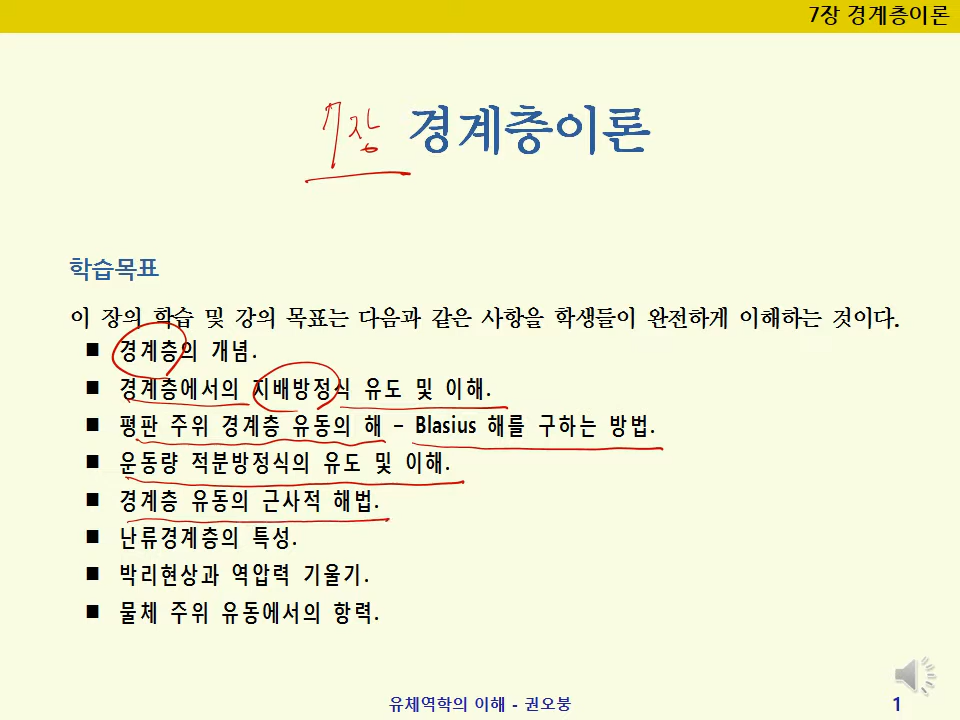 7장 경계층이론
7장 경계층이론
학습목표
이 장의 학습 및 강의 목표는 다음과 같은 사항을 학생들이 완전하게 이해하는 것이다.
■ 경계층의 개념.
■ 경계층에서의 지배방정식 유도 및 이해.
■ 평판 주위 경계층 유동의 해 – Blasius 해를 구하는 방법.
■ 운동량 적분방정식의 유도 및 이해.
■ 경계층 유동의 근사적 해법.
■ 난류경계층의 특성.
■ 박리현상과 역압력 기울기.
■ 물체 주위 유동에서의 항력.
유체역학의 이해 - 권오붕
1